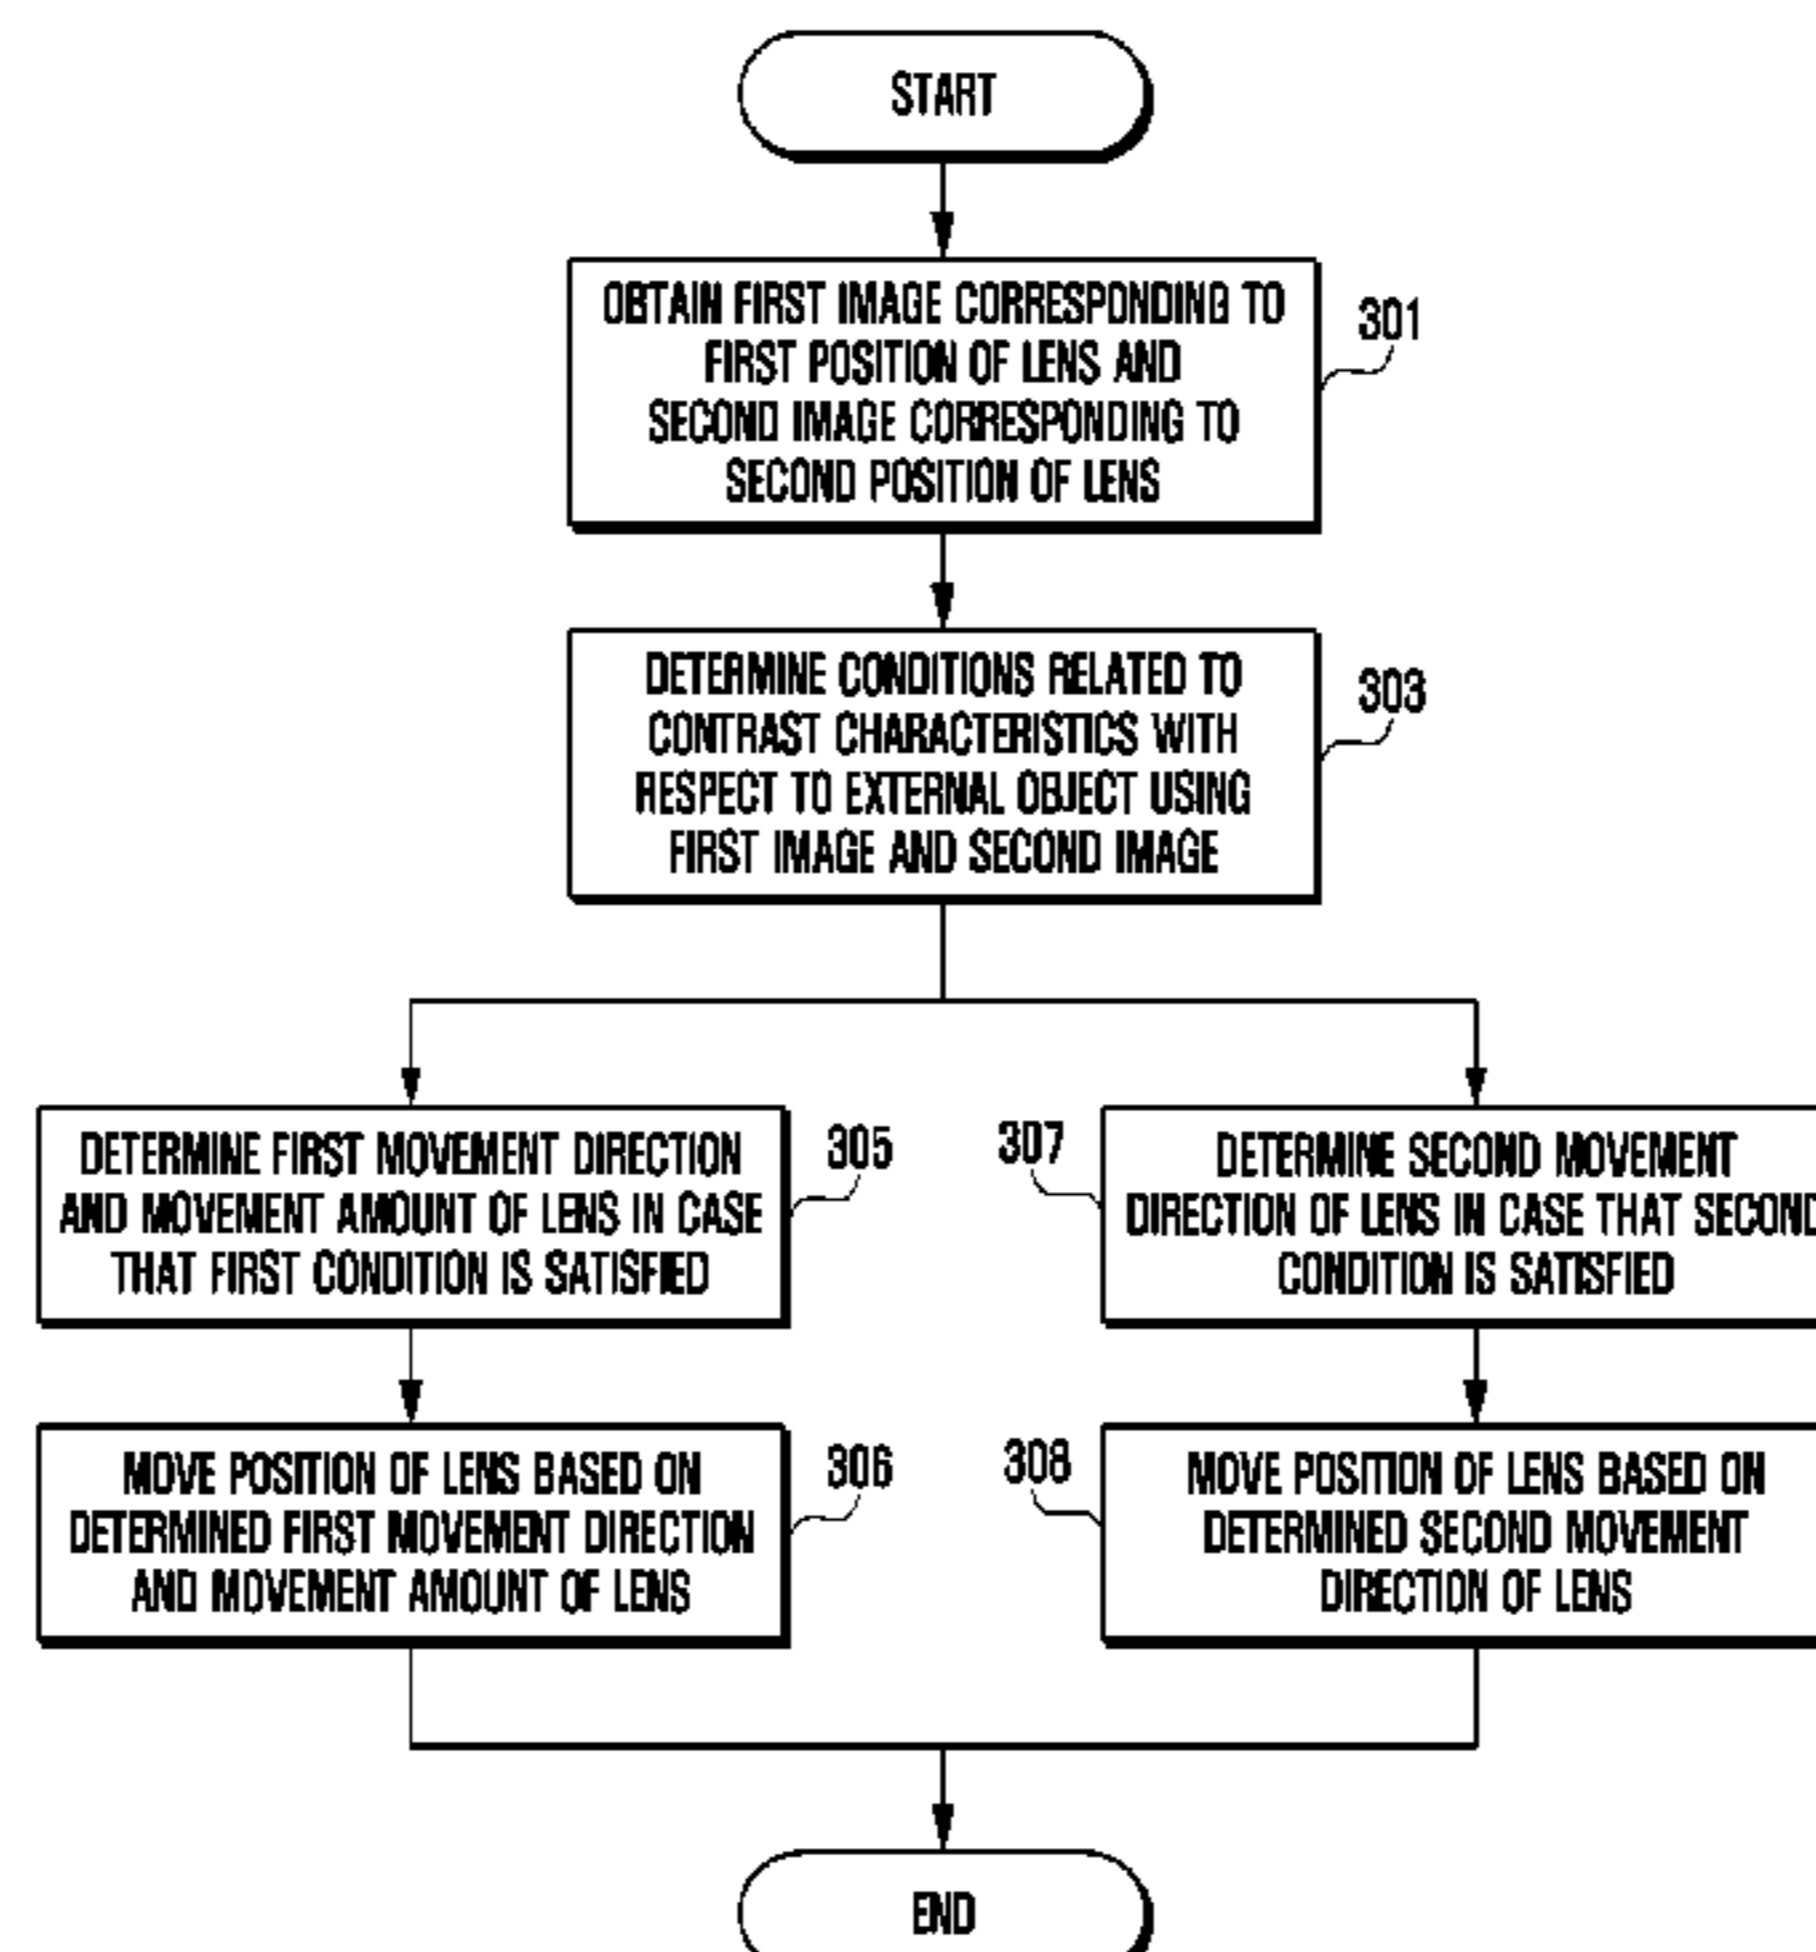 START
OBTAIN FIRST IMAGE CORRESPONDING TO
FIRST POSITION OF LENS AND
SECOND IMAGE CORRESPONDING TO
SECOND POSITION OF LENS
301
DETERMINE CONDITIONS RELATED TO
CONTRAST CHARACTERISTICS WITH
RESPECT TO EXTERNAL OBJECT USING
FIRST IMAGE AND SECOND IMAGE
303
DETERMINE FIRST MOVEMENT DIRECTION
AND MOVEMENT AMOUNT OF LENS IN CASE
THAT FIRST CONDITION IS SATISFIED
305
307
DETERMINE SECOND MOVEMENT
DIRECTION OF LENS IN CASE THAT SECOND
CONDITION IS SATISFIED
MOVE POSITION OF LENS BASED ON
DETERMINED FIRST MOVEMENT DIRECTION
AND MOVEMENT AMOUNT OF LENS
306
308
MOVE POSITION OF LENS BASED ON
DETERMINED SECOND MOVEMENT
DIRECTION OF LENS
END